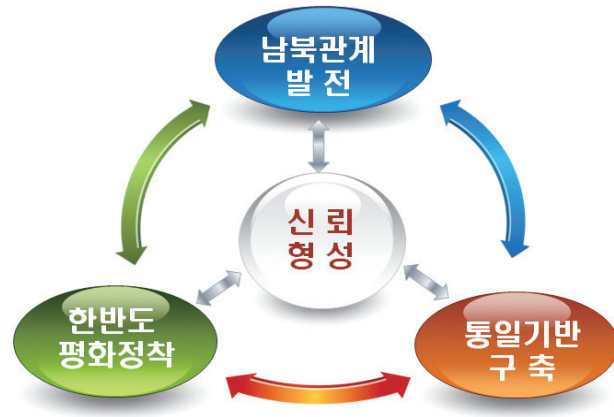 남북관계
발 전
신 뢰
형 성
한반도
평화정착
통일기반
구 축